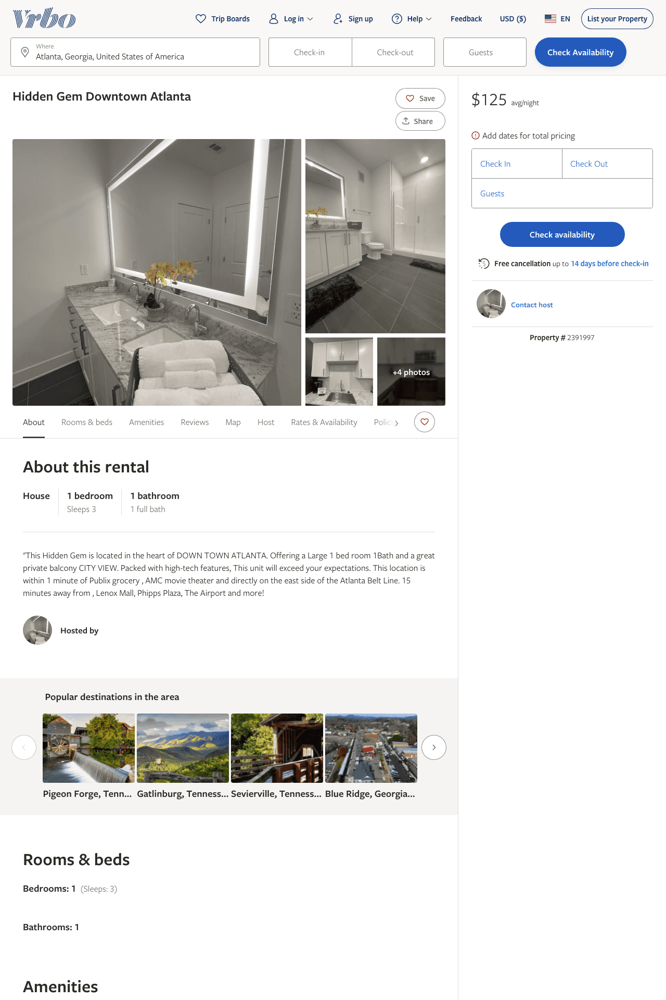 Vrbo
Trip Boards
Log in
Sign up
Help
Feedback
USD ($)
EN
List your Property
Where
Atlanta, Georgia, United States of America
Check-in
Check-out
Guests
Check Availability
Hidden Gem Downtown Atlanta
Save
Share
$125 avg/night
Add dates for total pricing
Check In
Check Out
Guests
Check availability
Free cancellation up to 14 days before check-in
Contact host
Property # 2391997
+4 photos
About
Rooms & beds
Amenities
Reviews
Map
Host
Rates & Availability
Polici
About this rental
House
1 bedroom
Sleeps 3
1 bathroom
1 full bath
"This Hidden Gem is located in the heart of DOWN TOWN ATLANTA. Offering a Large 1 bed room 1Bath and a great
private balcony CITY VIEW. Packed with high-tech features, This unit will exceed your expectations. This location is
within 1 minute of Publix grocery , AMC movie theater and directly on the east side of the Atlanta Belt Line. 15
minutes away from , Lenox Mall, Phipps Plaza, The Airport and more!
Hosted by
Popular destinations in the area
Pigeon Forge, Tenn...
Gatlinburg, Tenness...
Sevierville, Tenness...
Blue Ridge, Georgia...
Rooms & beds
Bedrooms: 1 (Sleeps: 3)
Bathrooms: 1
Amenities